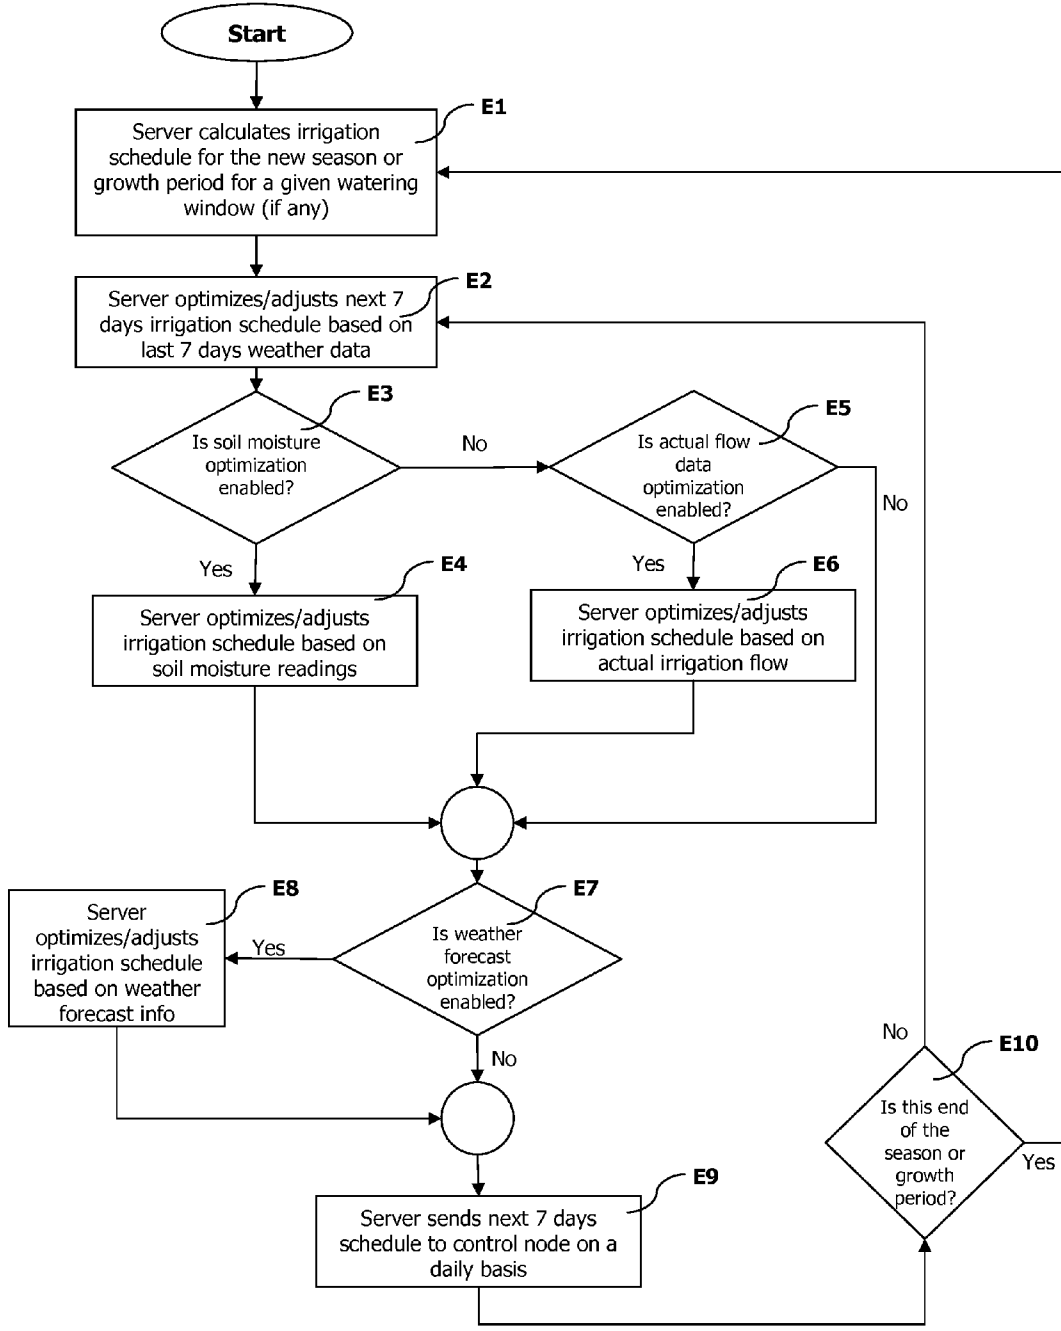 Start
E1
Server calculates irrigation
schedule for the new season or
growth period for a given watering
window (if any)
E2
Server optimizes/adjusts next 7
days irrigation schedule based on
last 7 days weather data
E3
Is soil moisture
optimization
enabled?
No
E5
Is actual flow
data
optimization
enabled?
No
Yes
E4
Server optimizes/adjusts
irrigation schedule based on
soil moisture readings
Yes
E6
Server optimizes/adjusts
irrigation schedule based on
actual irrigation flow
E7
Is weather
forecast
optimization
enabled?
Yes
E8
Server
optimizes/adjusts
irrigation schedule
based on weather
forecast info
No
E9
Server sends next 7 days
schedule to control node on a
daily basis
No
E10
Is this end
of the
season or
growth
period?
Yes